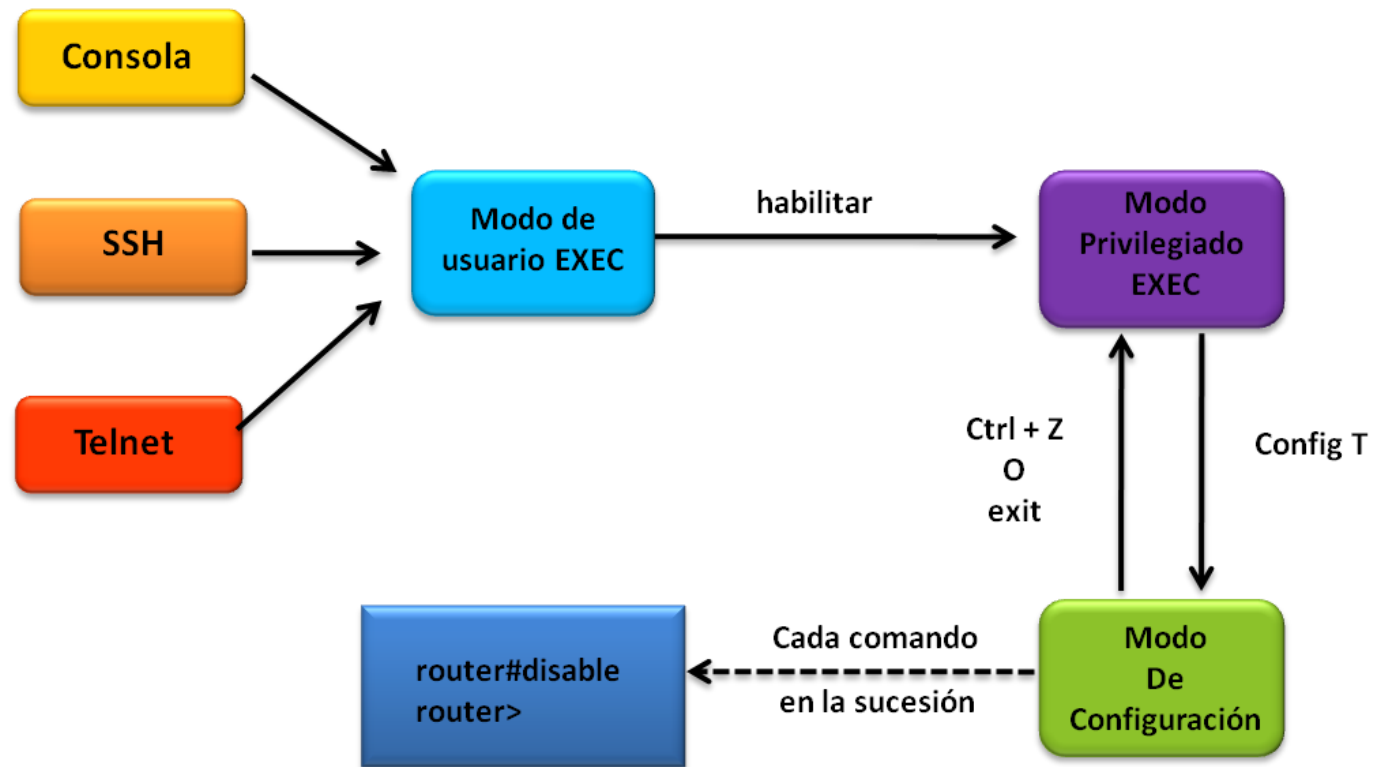 Consola
SSH
Telnet
Modo de
usuario EXEC
habilitar
Modo
Privilegiado
EXEC
Ctrl + Z
O
exit
Config T
Modo
De
Configuración
Cada comando
en la sucesión
router#disable
router>